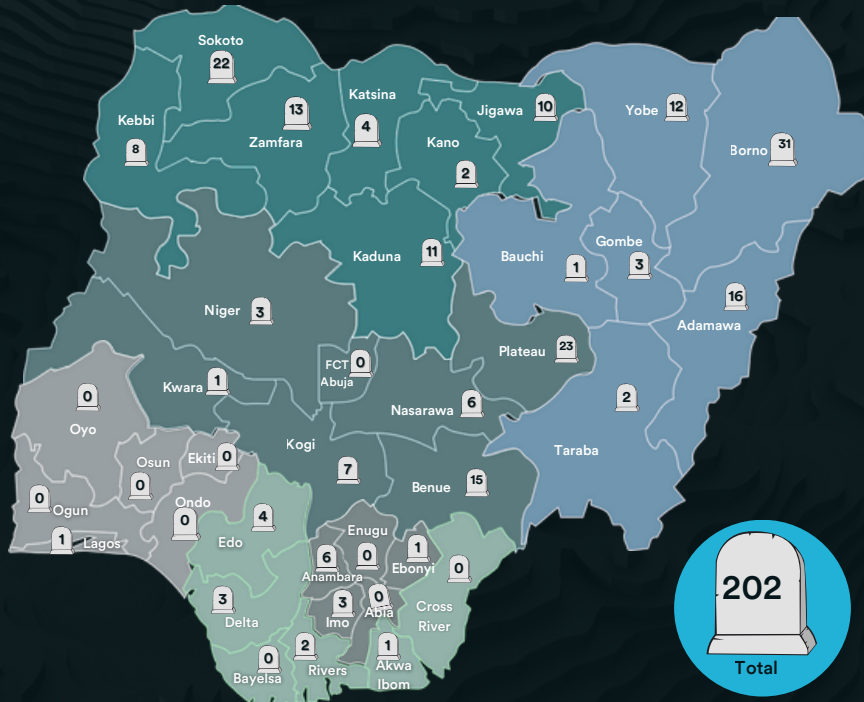 Sokoto
22
Kebbi
8
Zamfara
13
Katsina
4
Kano
2
Jigawa
10
Yobe
12
Borno
31
Kaduna
11
Bauchi
1
Gombe
3
Adamawa
16
Niger
3
Plateau
23
FCT
Abuja
0
Kwara
1
Nasarawa
6
Taraba
2
Oyo
0
Kogi
7
Benue
15
Osun
0
Ekiti
0
Ogun
0
Ondo
0
Lagos
1
Edo
4
Enugu
0
Anambara
6
Ebonyi
1
Cross
River
0
Imo
3
Abia
0
Delta
3
Bayelsa
0
Rivers
2
Akwa
Ibom
1
202
Total